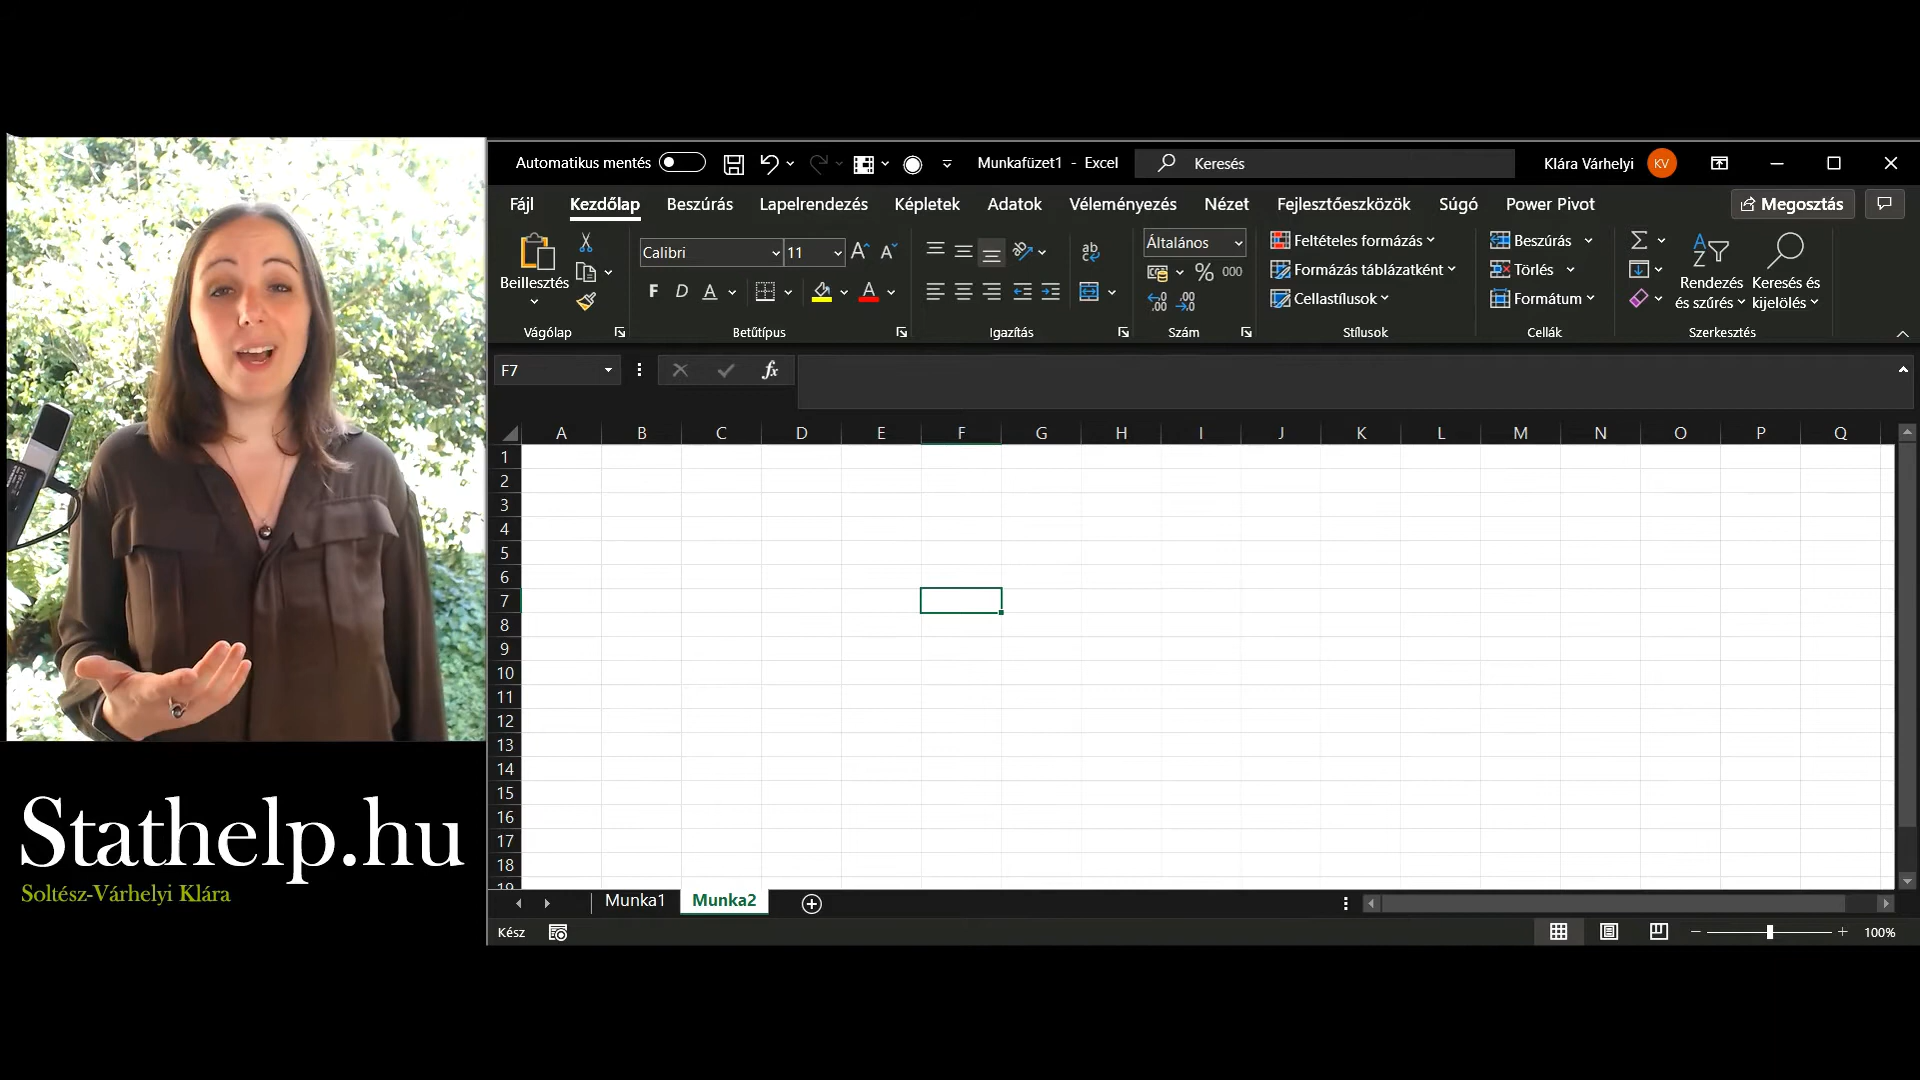 Automatikus mentés
Munkafüzet1 - Excel
Keresés
Klára Várhelyi
KV
Fájl
Kezdőlap
Beszúrás
Lapelrendezés
Képletek
Adatok
Véleményezés
Nézet
Fejlesztőeszközök
Súgó
Power Pivot
Megosztás
Beillesztés
Vágólap
Calibri
11
F D A
Betűtípus
Igazítás
Általános
% 000
Szám
Feltételes formázás
Formázás táblázatként
Cellastílusok
Stílusok
Beszúrás
Törlés
Formátum
Cellák
Rendezés
és szűrés
Keresés és
kijelölés
Szerkesztés
F7
fx
A B C D E F G H I J K L M N O P Q
1
2
3
4
5
6
7
8
9
10
11
12
13
14
15
16
17
18
19
Munka1
Munka2
Kész
100%
Stathelp.hu
Soltész-Várhelyi Klára